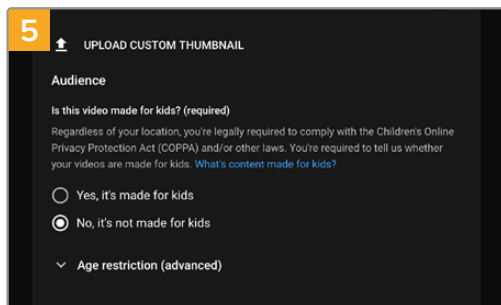 5
UPLOAD CUSTOM THUMBNAIL
Audience
Is this video made for kids? (required)
Regardless of your location, you're legally required to comply with the Children's Online
Privacy Protection Act (COPPA) and/or other laws. You're required to tell us whether
your videos are made for kids. What's content made for kids?
Yes, it's made for kids
No, it's not made for kids
Age restriction (advanced)